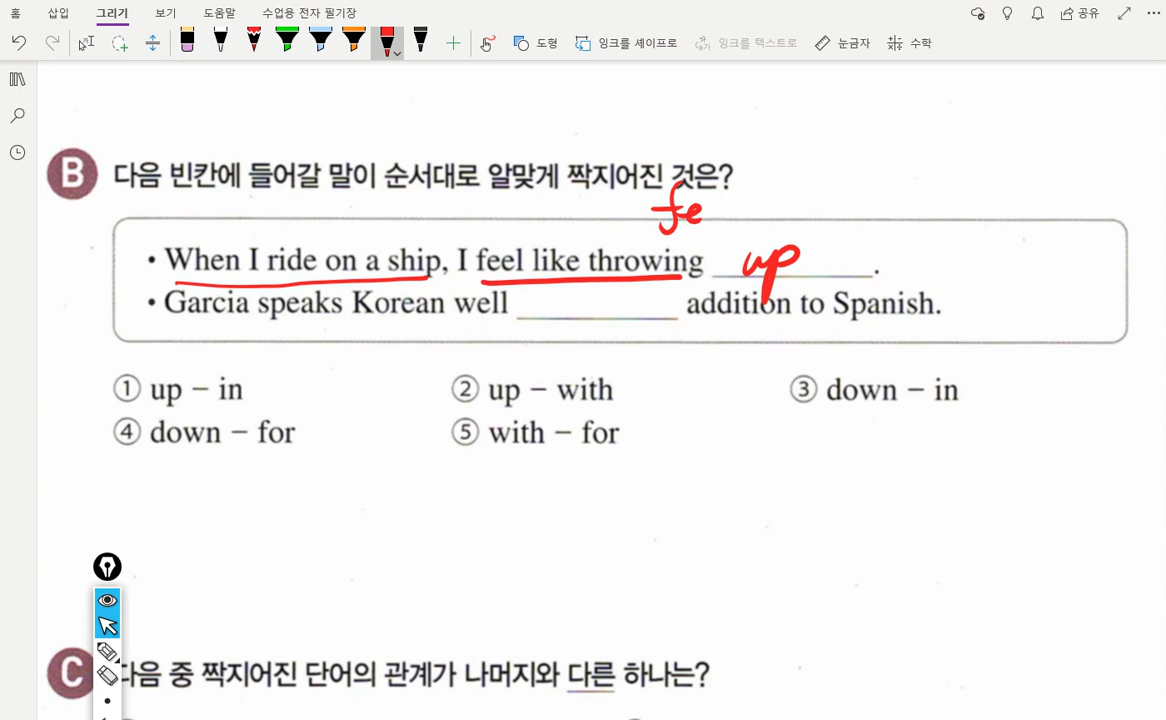 홈 삽입 그리기 보기 도움말 수업용 전자 필기장 공유
도형 잉크를 셰이프로 잉크를 텍스트로 눈금자 수학
B 다음 빈칸에 들어갈 말이 순서대로 알맞게 짝지어진 것은?
fe
• When I ride on a ship, I feel like throwing up.
• Garcia speaks Korean well ________ addition to Spanish.
① up – in ② up – with ③ down – in
④ down – for ⑤ with – for
C 다음 중 짝지어진 단어의 관계가 나머지와 다른 하나는?